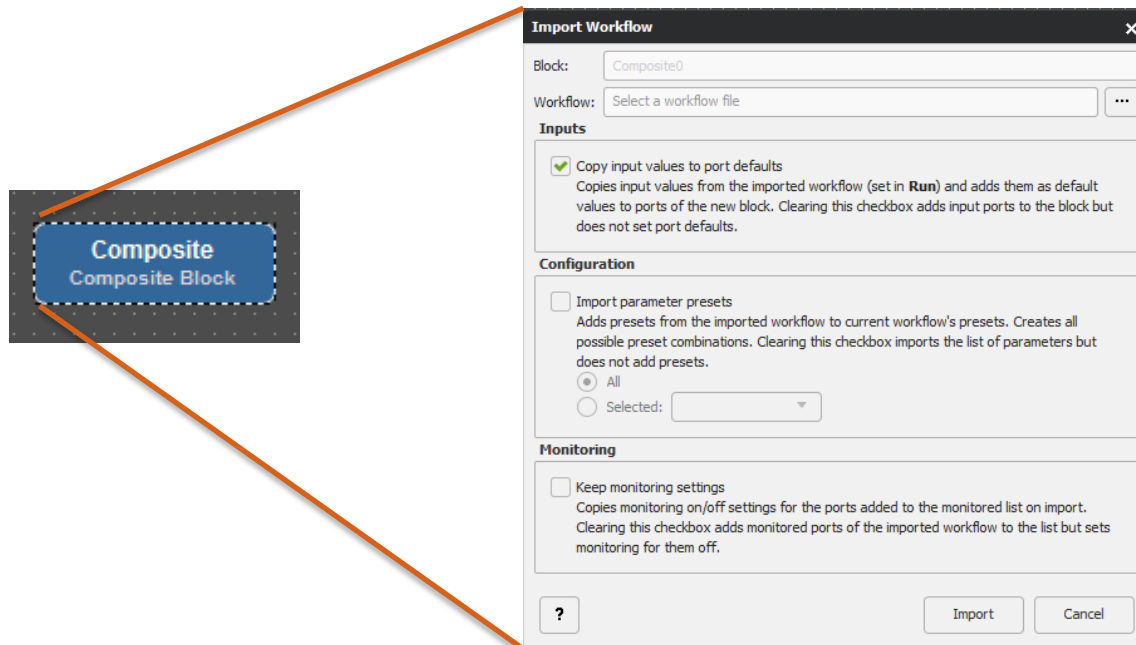 Composite
Composite Block
Import Workflow
Block: Composite0
Workflow: Select a workflow file ...
Inputs
Copy input values to port defaults
Copies input values from the imported workflow (set in Run) and adds them as default
values to ports of the new block. Clearing this checkbox adds input ports to the block but
does not set port defaults.
Configuration
Import parameter presets
Adds presets from the imported workflow to current workflow's presets. Creates all
possible preset combinations. Clearing this checkbox imports the list of parameters but
does not add presets.
All
Selected:
Monitoring
Keep monitoring settings
Copies monitoring on/off settings for the ports added to the monitored list on import.
Clearing this checkbox adds monitored ports of the imported workflow to the list but sets
monitoring for them off.
? Import Cancel